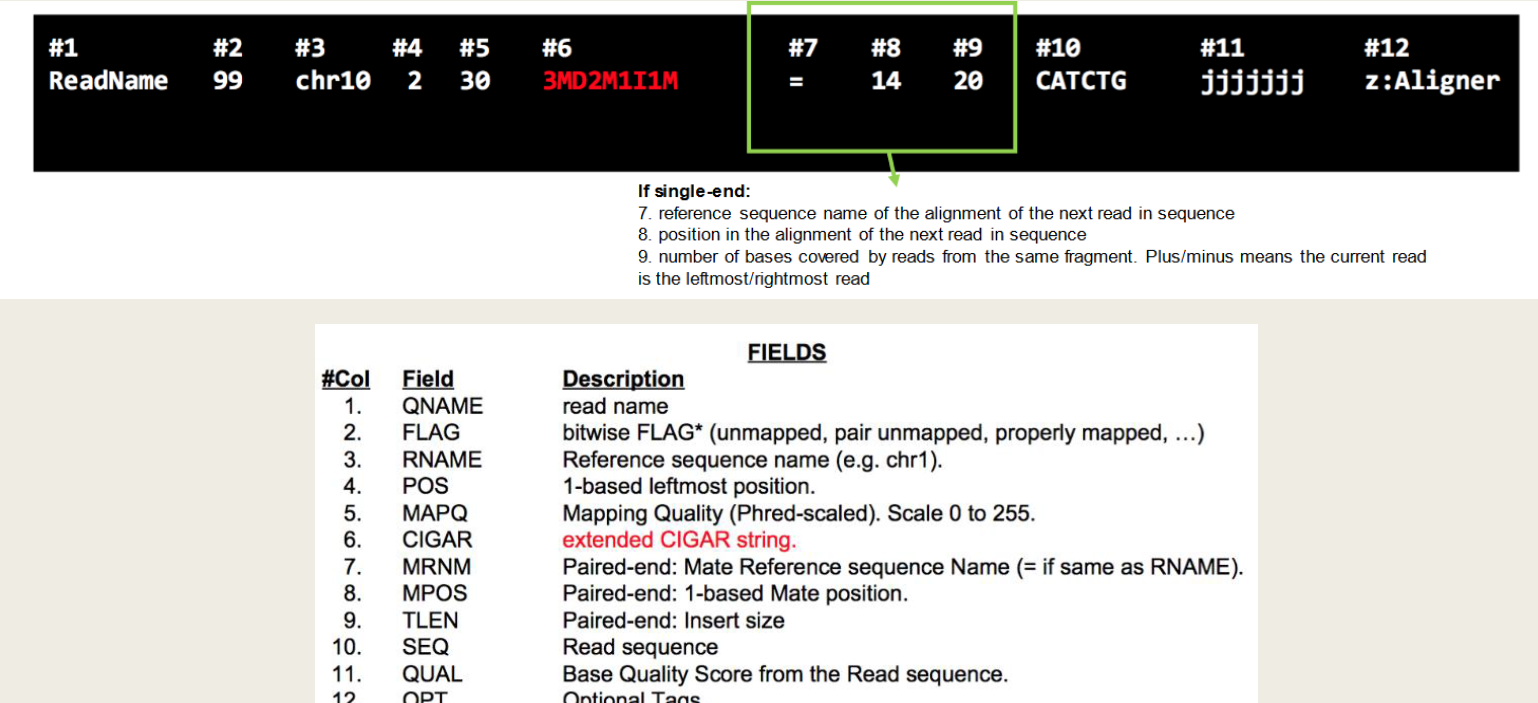 #1 #2 #3 #4 #5 #6 #7 #8 #9 #10 #11 #12
ReadName 99 chr10 2 30 3MD2M1I1M = 14 20 CATCTG jjjjjjj z:Aligner
If single-end:
7. reference sequence name of the alignment of the next read in sequence
8. position in the alignment of the next read in sequence
9. number of bases covered by reads from the same fragment. Plus/minus means the current read
is the leftmost/rightmost read
FIELDS
#Col Field Description
1. QNAME read name
2. FLAG bitwise FLAG* (unmapped, pair unmapped, properly mapped, ...)
3. RNAME Reference sequence name (e.g. chr1).
4. POS 1-based leftmost position.
5. MAPQ Mapping Quality (Phred-scaled). Scale 0 to 255.
6. CIGAR extended CIGAR string.
7. MRNM Paired-end: Mate Reference sequence Name (= if same as RNAME).
8. MPOS Paired-end: 1-based Mate position.
9. TLEN Paired-end: Insert size
10. SEQ Read sequence
11. QUAL Base Quality Score from the Read sequence.
12. OPT Optional Tags